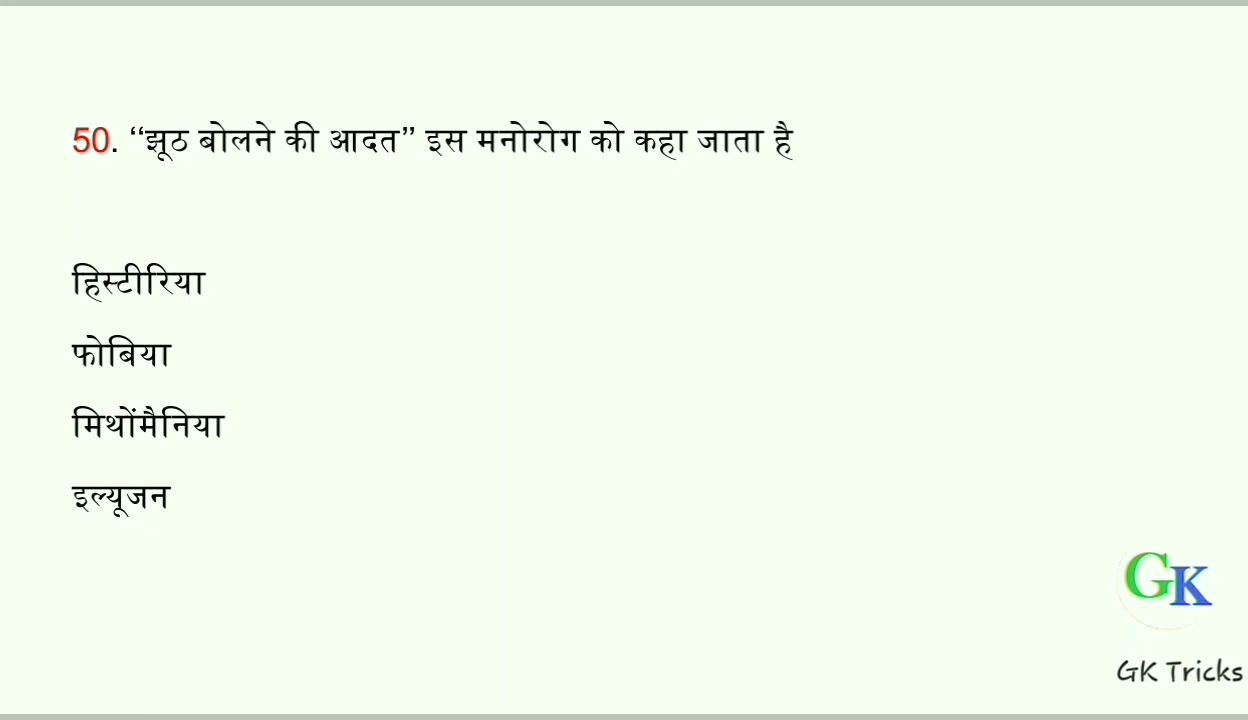 50. “झूठ बोलने की आदत” इस मनोरोग को कहा जाता है
हिस्टीरिया
फोबिया
मिथोंमैनिया
इल्यूजन
GK
GK Tricks